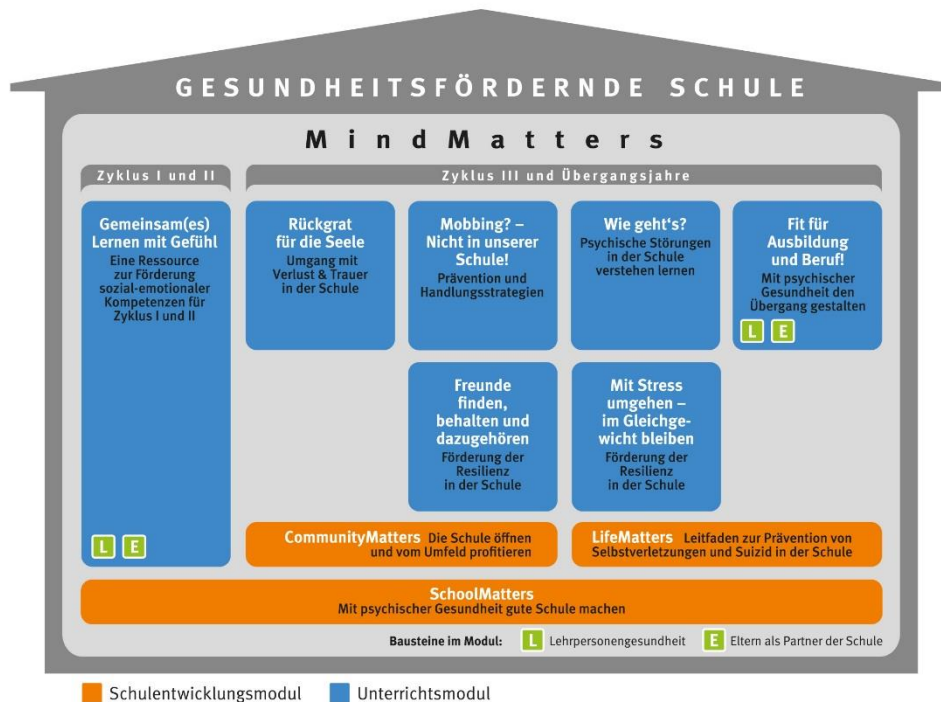 GESUNDHEITSFÖRDERNDE SCHULE
MindMatters
Zyklus I und II
Zyklus III und Übergangsjahre
Gemeinsam(es)
Lernen mit Gefühl
Eine Ressource
zur Förderung
sozial-emotionaler
Kompetenzen für
Zyklus I und II
L E
Rückgrat
für die Seele
Umgang mit
Verlust & Trauer
in der Schule
Mobbing? –
Nicht in unserer
Schule!
Prävention und
Handlungsstrategien
Wie geht's?
Psychische Störungen
in der Schule
verstehen lernen
Fit für
Ausbildung
und Beruf!
Mit psychischer
Gesundheit den
Übergang gestalten
L E
Freunde
finden,
behalten und
dazugehören
Förderung der
Resilienz
in der Schule
Mit Stress
umgehen –
im Gleichge-
wicht bleiben
Förderung der
Resilienz
in der Schule
CommunityMatters Die Schule öffnen
und vom Umfeld profitieren
LifeMatters Leitfaden zur Prävention von
Selbstverletzungen und Suizid in der Schule
SchoolMatters
Mit psychischer Gesundheit gute Schule machen
Bausteine im Modul: L Lehrpersonengesundheit E Eltern als Partner der Schule
Schulentwicklungsmodul Unterrichtsmodul